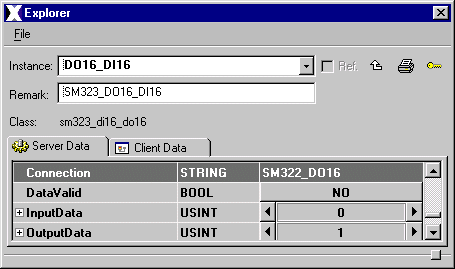 Explorer
File
Instance: DO16_DI16 Ref.
Remark: SM323_DO16_DI16
Class: sm323_di16_do16
Server Data Client Data
Connection STRING SM322_DO16
DataValid BOOL NO
InputData USINT 0
OutputData USINT 1